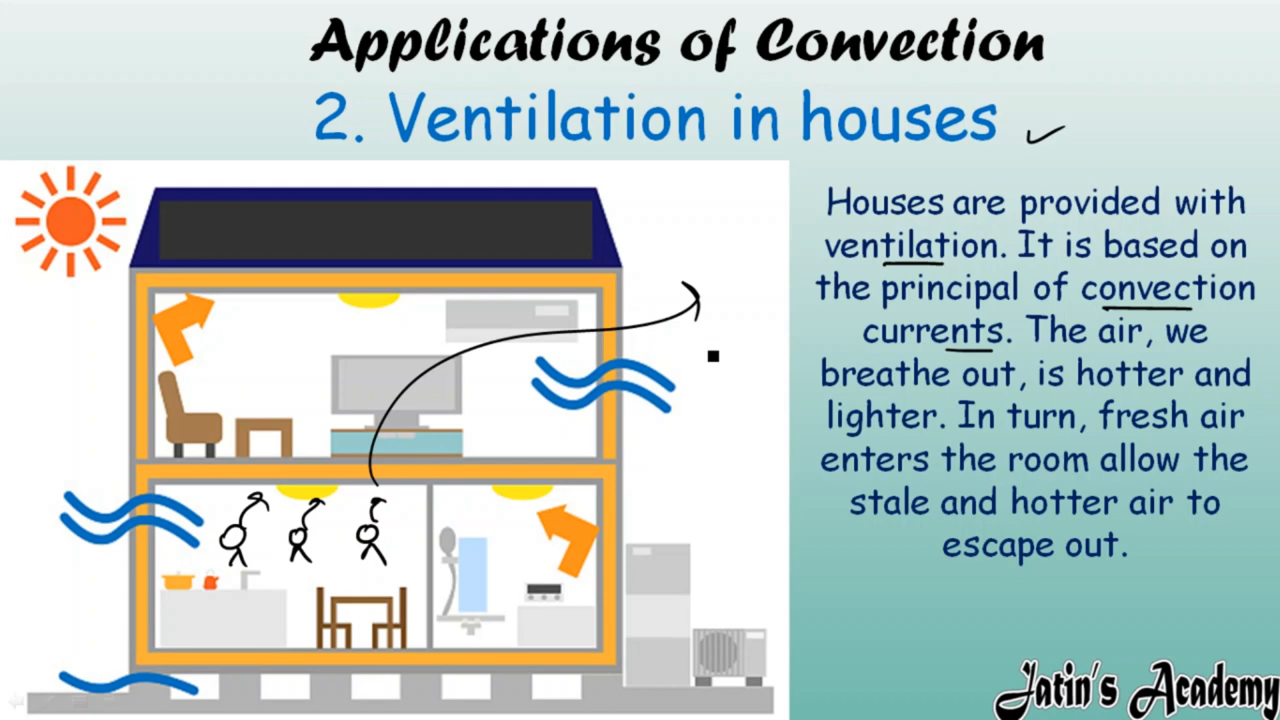 Applications of Convection
2. Ventilation in houses
Houses are provided with
ventilation. It is based on
the principal of convection
currents. The air, we
breathe out, is hotter and
lighter. In turn, fresh air
enters the room allow the
stale and hotter air to
escape out.
Jatin's Academy